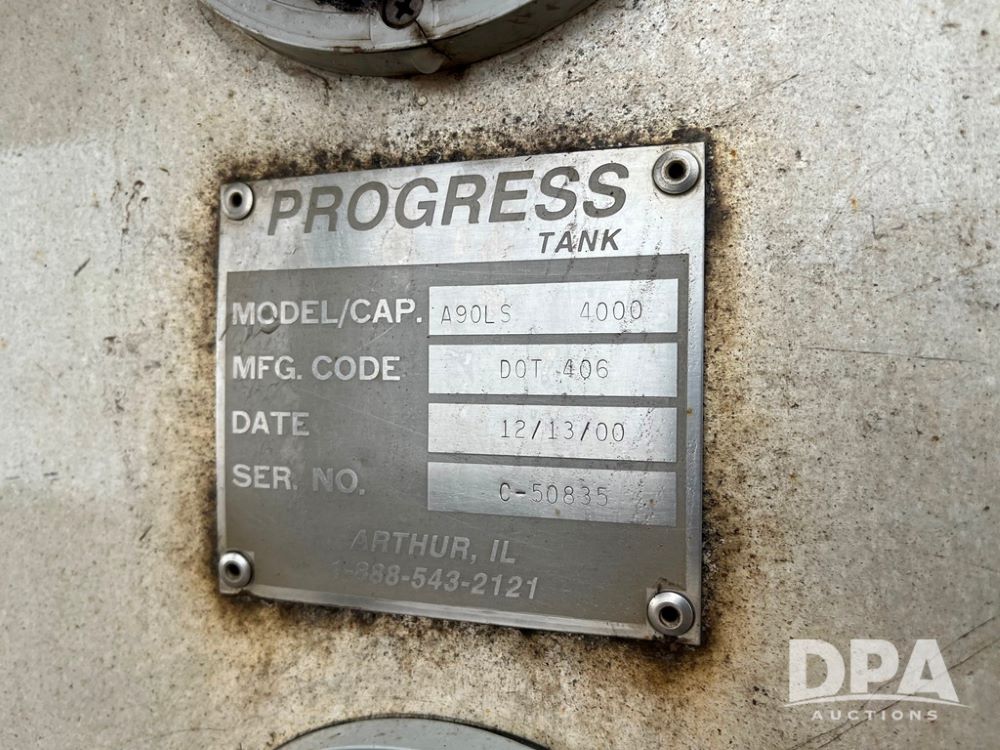 PROGRESS
TANK
MODEL/CAP. A90LS 4000
MFG. CODE DOT 406
DATE 12/13/00
SER. NO. C-50835
ARTHUR, IL
1-888-543-2121
DPA
AUCTIONS